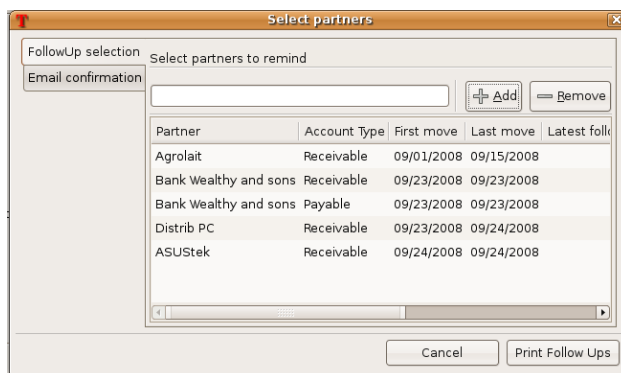 Select partners
FollowUp selection
Email confirmation
Select partners to remind
Add
Remove
Partner Account Type First move Last move Latest follo
Agrolait Receivable 09/01/2008 09/15/2008
Bank Wealthy and sons Receivable 09/23/2008 09/23/2008
Bank Wealthy and sons Payable 09/23/2008 09/23/2008
Distrib PC Receivable 09/23/2008 09/24/2008
ASUStek Receivable 09/24/2008 09/24/2008
Cancel
Print Follow Ups